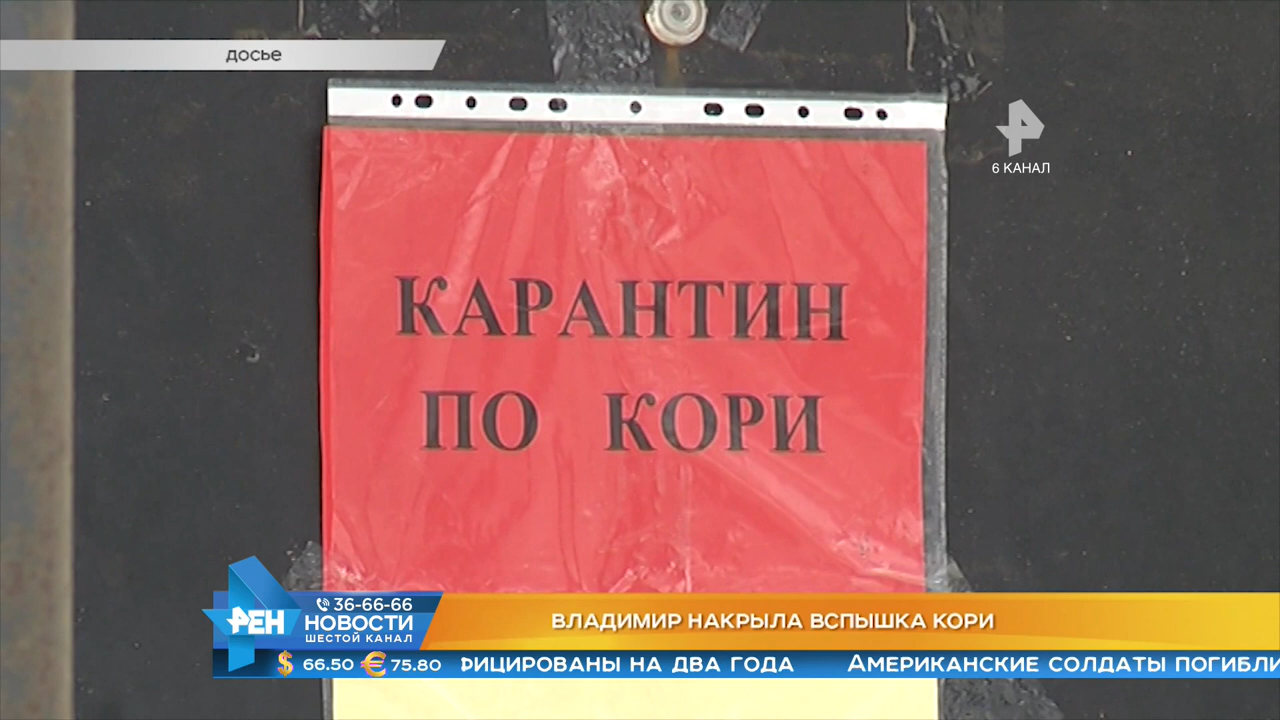 ДОСЬЕ
6 КАНАЛ
КАРАНТИН
ПО КОРИ
РЕН
36-66-66
НОВОСТИ
ШЕСТОЙ КАНАЛ
ВЛАДИМИР НАКРЫЛА ВСПЫШКА КОРИ
$ 66.50 € 75.80 ФИЦИРОВАНЫ НА ДВА ГОДА АМЕРИКАНСКИЕ СОЛДАТЫ ПОГИБЛИ